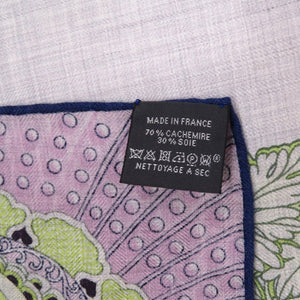 MADE IN FRANCE
70% CACHEMIRE
30% SOIE
NETTOYAGE A SEC